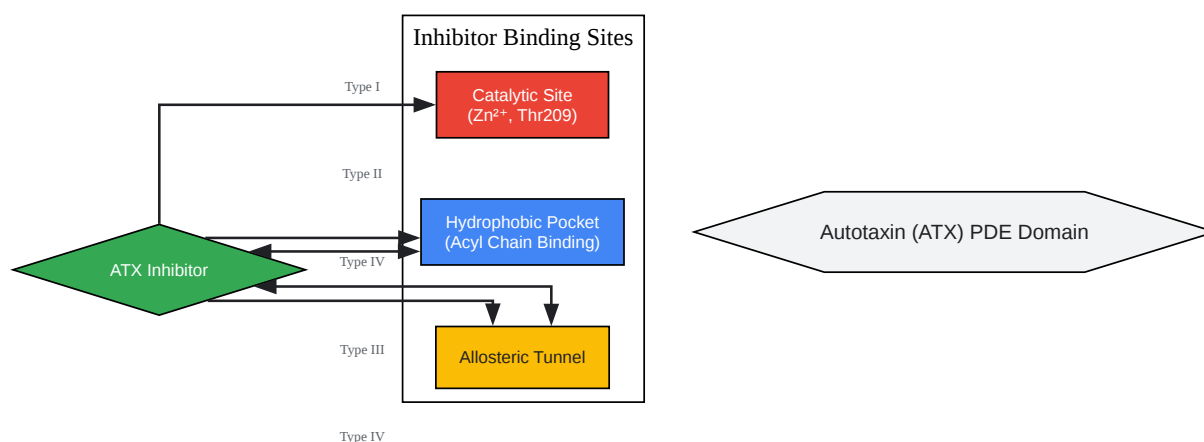 Inhibitor Binding Sites
Type I
Catalytic Site
(Zn²⁺, Thr209)
Type II
Hydrophobic Pocket
(Acyl Chain Binding)
Autotaxin (ATX) PDE Domain
ATX Inhibitor
Type IV
Type III
Allosteric Tunnel
Type IV